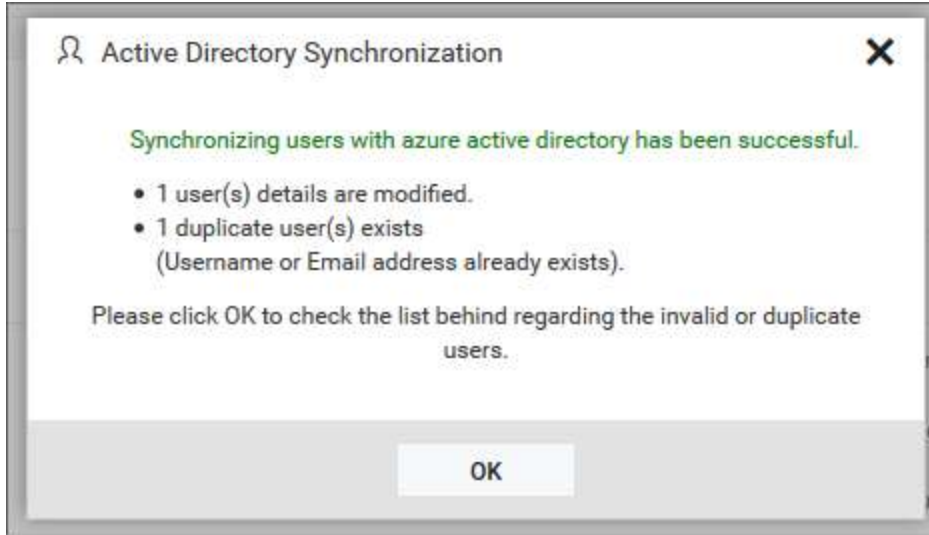 Active Directory Synchronization
Synchronizing users with azure active directory has been successful.
• 1 user(s) details are modified.
• 1 duplicate user(s) exists
(Username or Email address already exists).
Please click OK to check the list behind regarding the invalid or duplicate
users.
OK